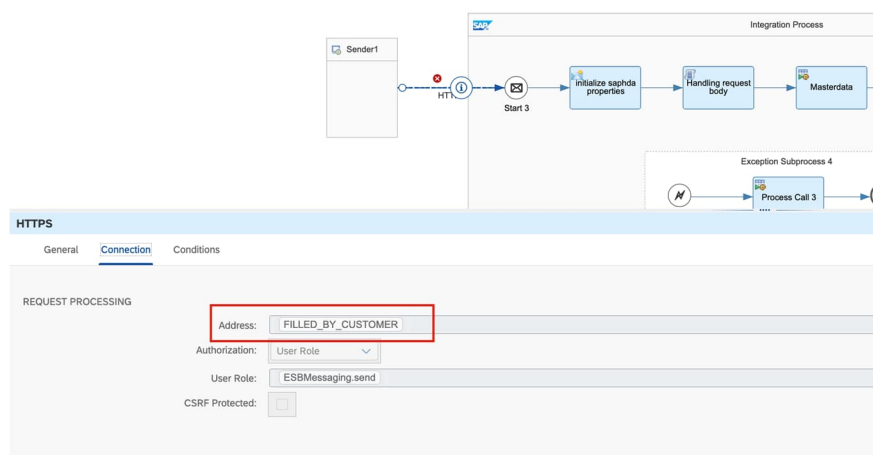 SAP
Integration Process
Sender1
HTTPS
Start 3
initialize saphda
properties
Handling request
body
Masterdata
Exception Subprocess 4
Process Call 3
HTTPS
General Connection Conditions
REQUEST PROCESSING
Address: FILLED_BY_CUSTOMER
Authorization: User Role
User Role: ESBMessaging.send
CSRF Protected: